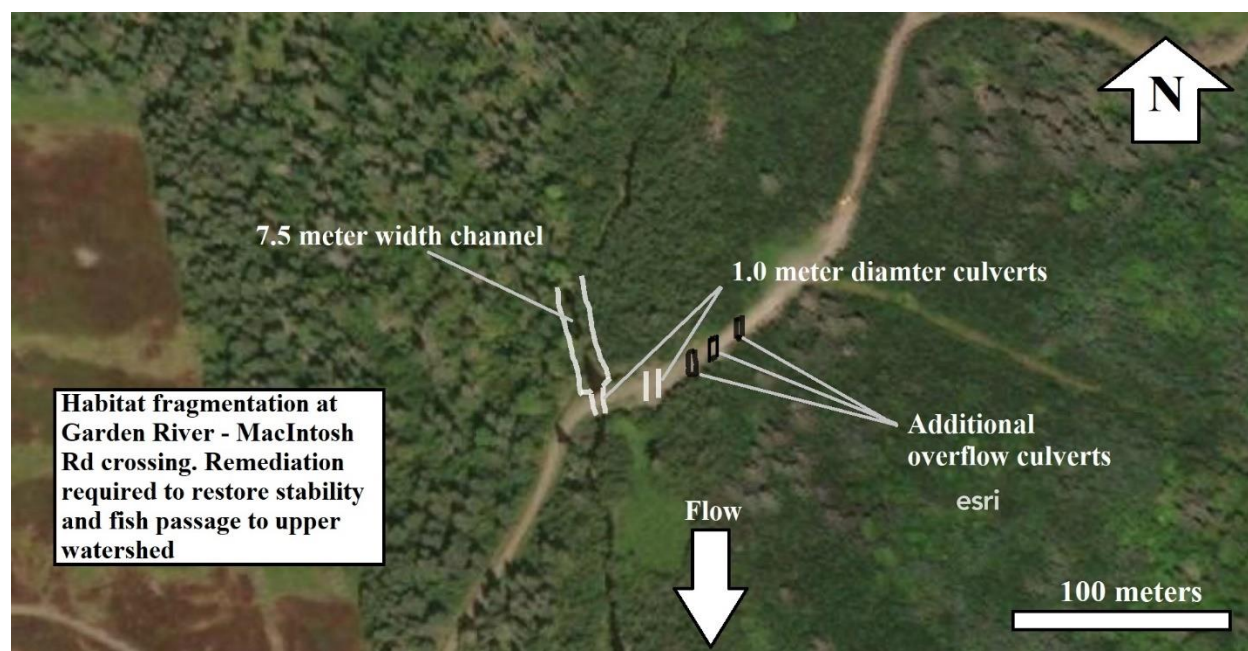 N
7.5 meter width channel
1.0 meter diamter culverts
Habitat fragmentation at
Garden River - MacIntosh
Rd crossing. Remediation
required to restore stability
and fish passage to upper
watershed
Additional
overflow culverts
esri
Flow
100 meters